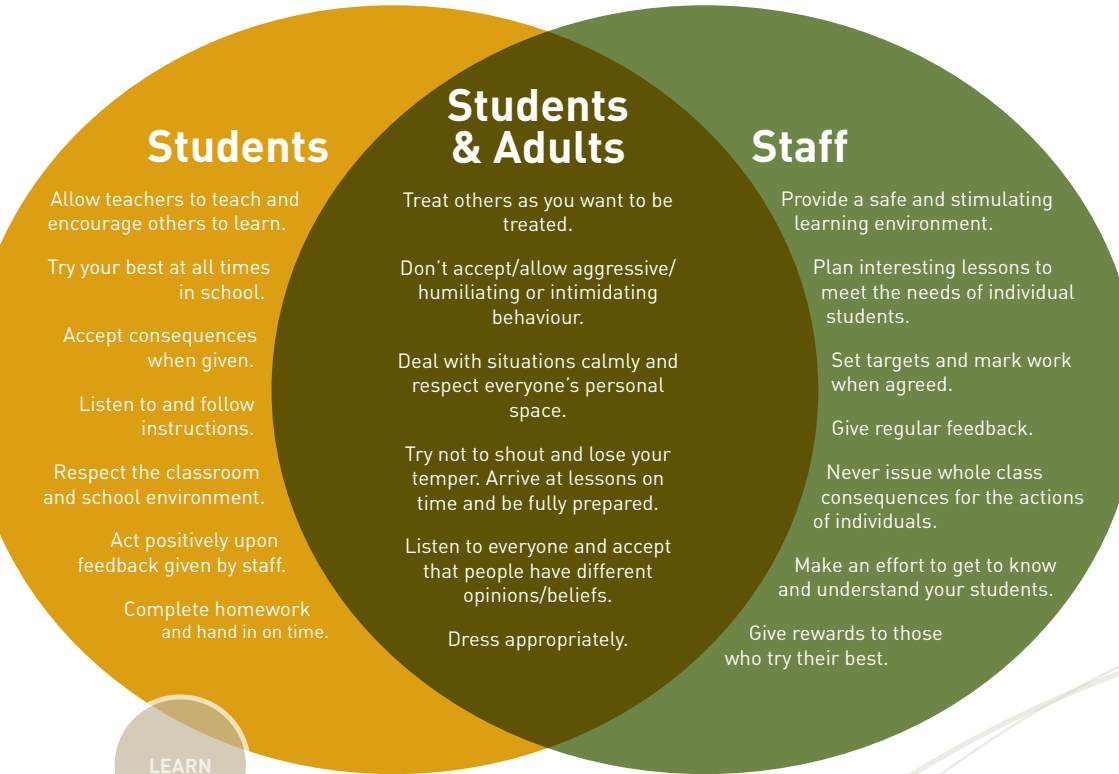 Students
Allow teachers to teach and
encourage others to learn.
Try your best at all times
in school.
Accept consequences
when given.
Listen to and follow
instructions.
Respect the classroom
and school environment.
Act positively upon
feedback given by staff.
Complete homework
and hand in on time.
Students
& Adults
Treat others as you want to be
treated.
Don’t accept/allow aggressive/
humiliating or intimidating
behaviour.
Deal with situations calmly and
respect everyone’s personal
space.
Try not to shout and lose your
temper. Arrive at lessons on
time and be fully prepared.
Listen to everyone and accept
that people have different
opinions/beliefs.
Dress appropriately.
Staff
Provide a safe and stimulating
learning environment.
Plan interesting lessons to
meet the needs of individual
students.
Set targets and mark work
when agreed.
Give regular feedback.
Never issue whole class
consequences for the actions
of individuals.
Make an effort to get to know
and understand your students.
Give rewards to those
who try their best.
LEARN